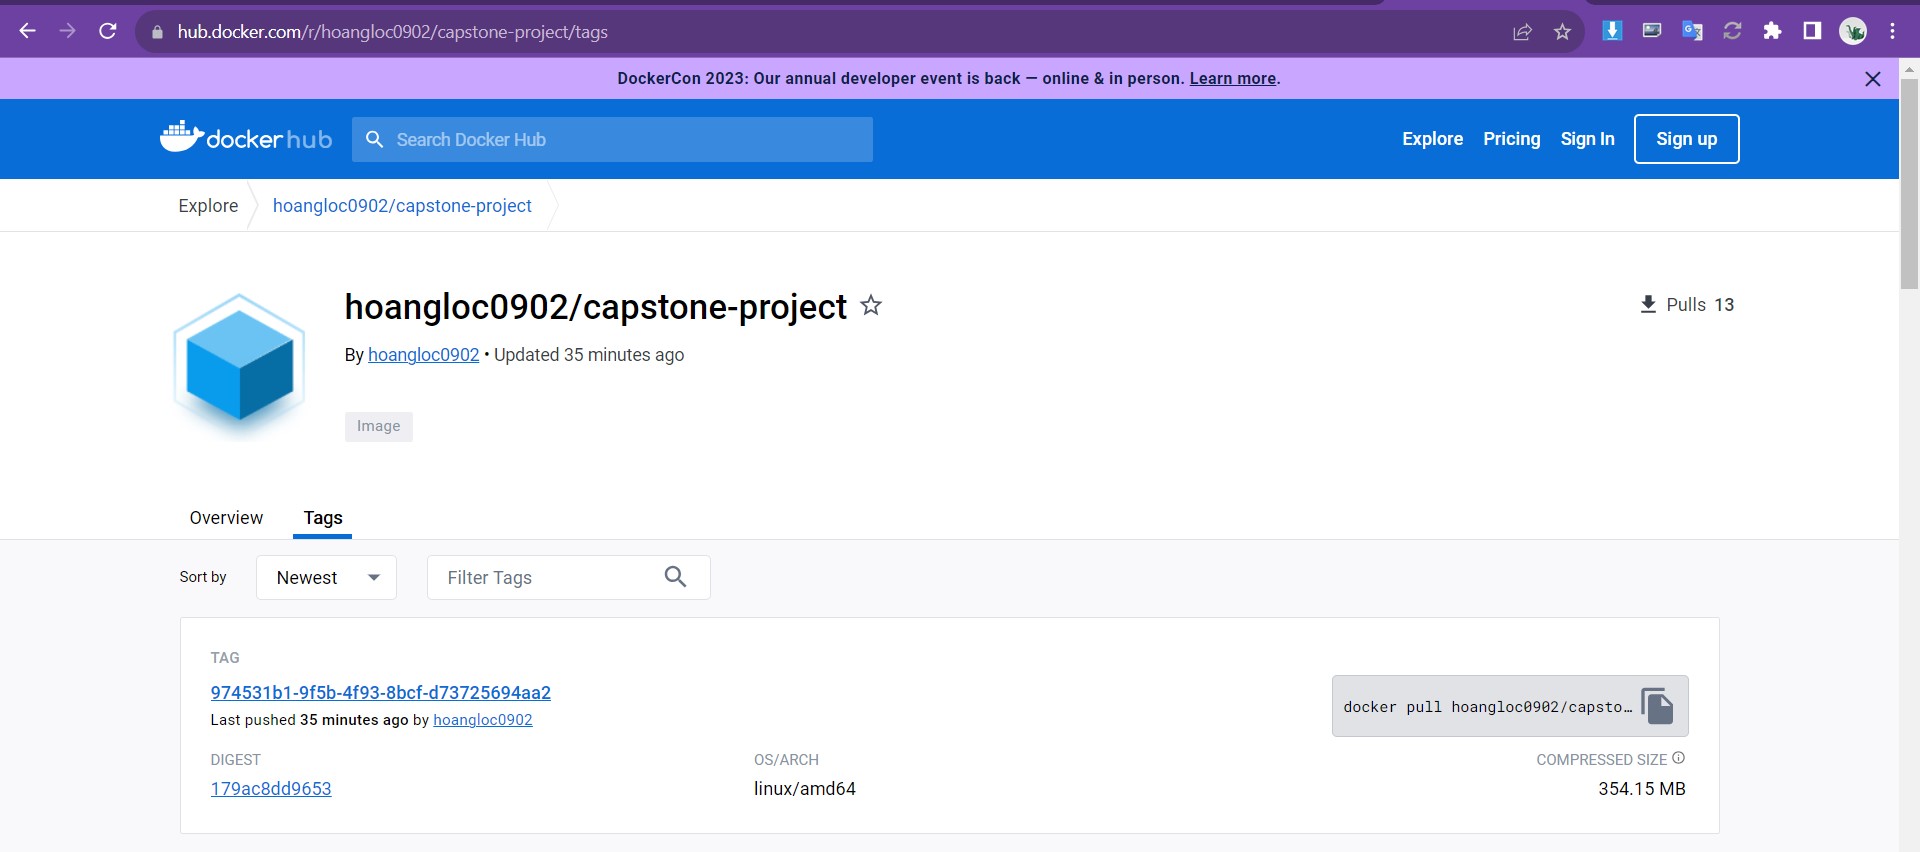 hub.docker.com/r/hoangloc0902/capstone-project/tags
DockerCon 2023: Our annual developer event is back — online & in person. Learn more.
docker hub
Search Docker Hub
Explore Pricing Sign In Sign up
Explore hoangloc0902/capstone-project
hoangloc0902/capstone-project
Pulls 13
By hoangloc0902 • Updated 35 minutes ago
Image
Overview Tags
Sort by Newest Filter Tags
TAG
974531b1-9f5b-4f93-8bcf-d73725694aa2
docker pull hoangloc0902/capsto…
Last pushed 35 minutes ago by hoangloc0902
DIGEST OS/ARCH COMPRESSED SIZE
179ac8dd9653 linux/amd64 354.15 MB